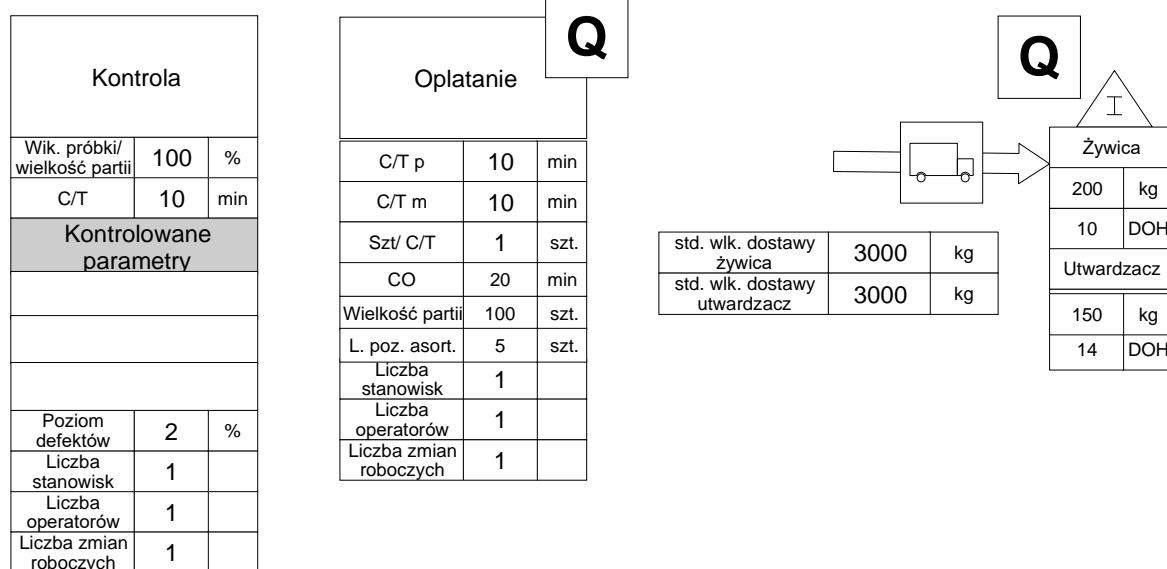 Kontrola
Wik. próbki/
wielkość partii
100
%
C/T
10
min
Kontrolowane
parametry
Poziom
defektów
2
%
Liczba
stanowisk
1
Liczba
operatorów
1
Liczba zmian
roboczych
1
Q
Oplatanie
C/T p
10
min
C/T m
10
min
Szt/ C/T
1
szt.
CO
20
min
Wielkość partii
100
szt.
L. poz. asort.
5
szt.
Liczba
stanowisk
1
Liczba
operatorów
1
Liczba zmian
roboczych
1
std. wlk. dostawy
żywica
3000
kg
std. wlk. dostawy
utwardzacz
3000
kg
Q
I
Żywica
200
kg
10
DOH
Utwardzacz
150
kg
14
DOH